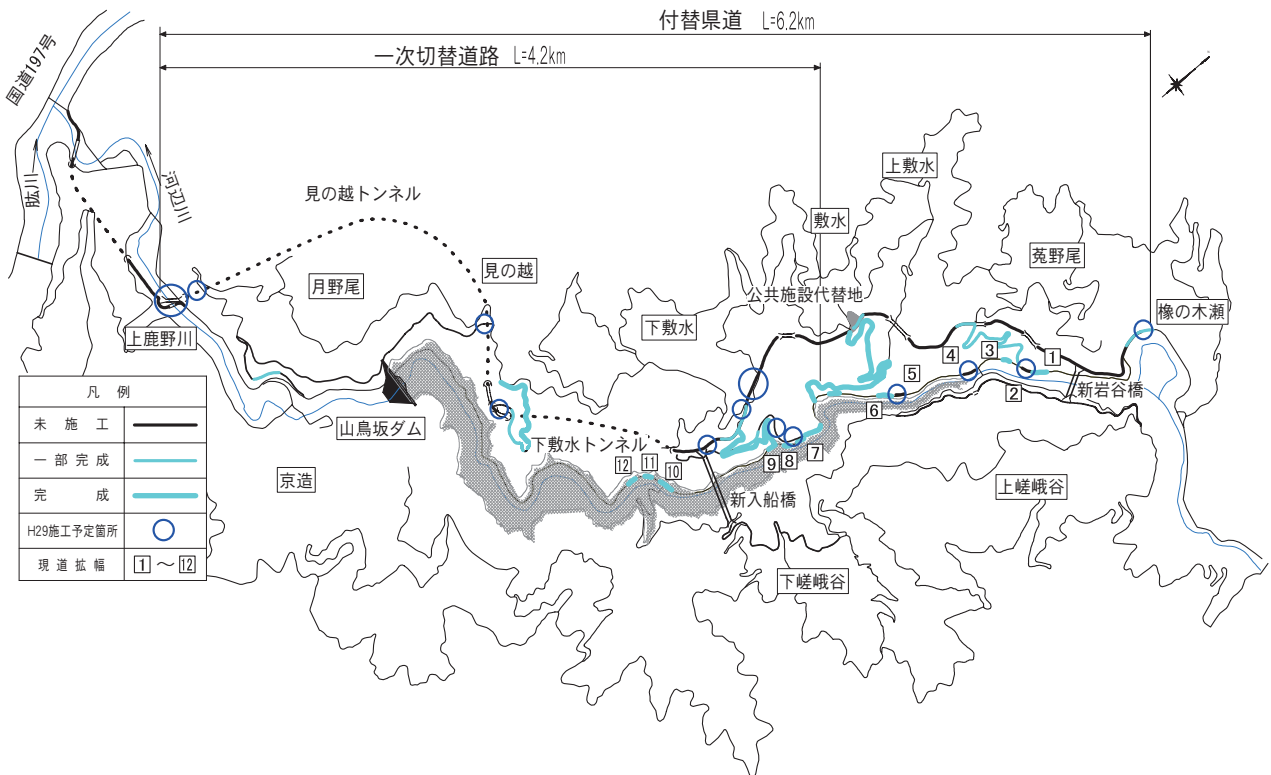 付替県道 L=6.2km
一次切替道路 L=4.2km
国道197号
肱川
河辺川
見の越トンネル
上敷水
敷水
莵野尾
見の越
月野尾
公共施設代替地
橡の木瀬
下敷水
上鹿野川
4
3
1
5
2
新岩谷橋
6
山鳥坂ダム
下敷水トンネル
7
8
9
12
11
10
京造
新入船橋
上嵯峨谷
下嵯峨谷
凡例
未施工
一部完成
完成
H29施工予定箇所
現道拡幅 1～12